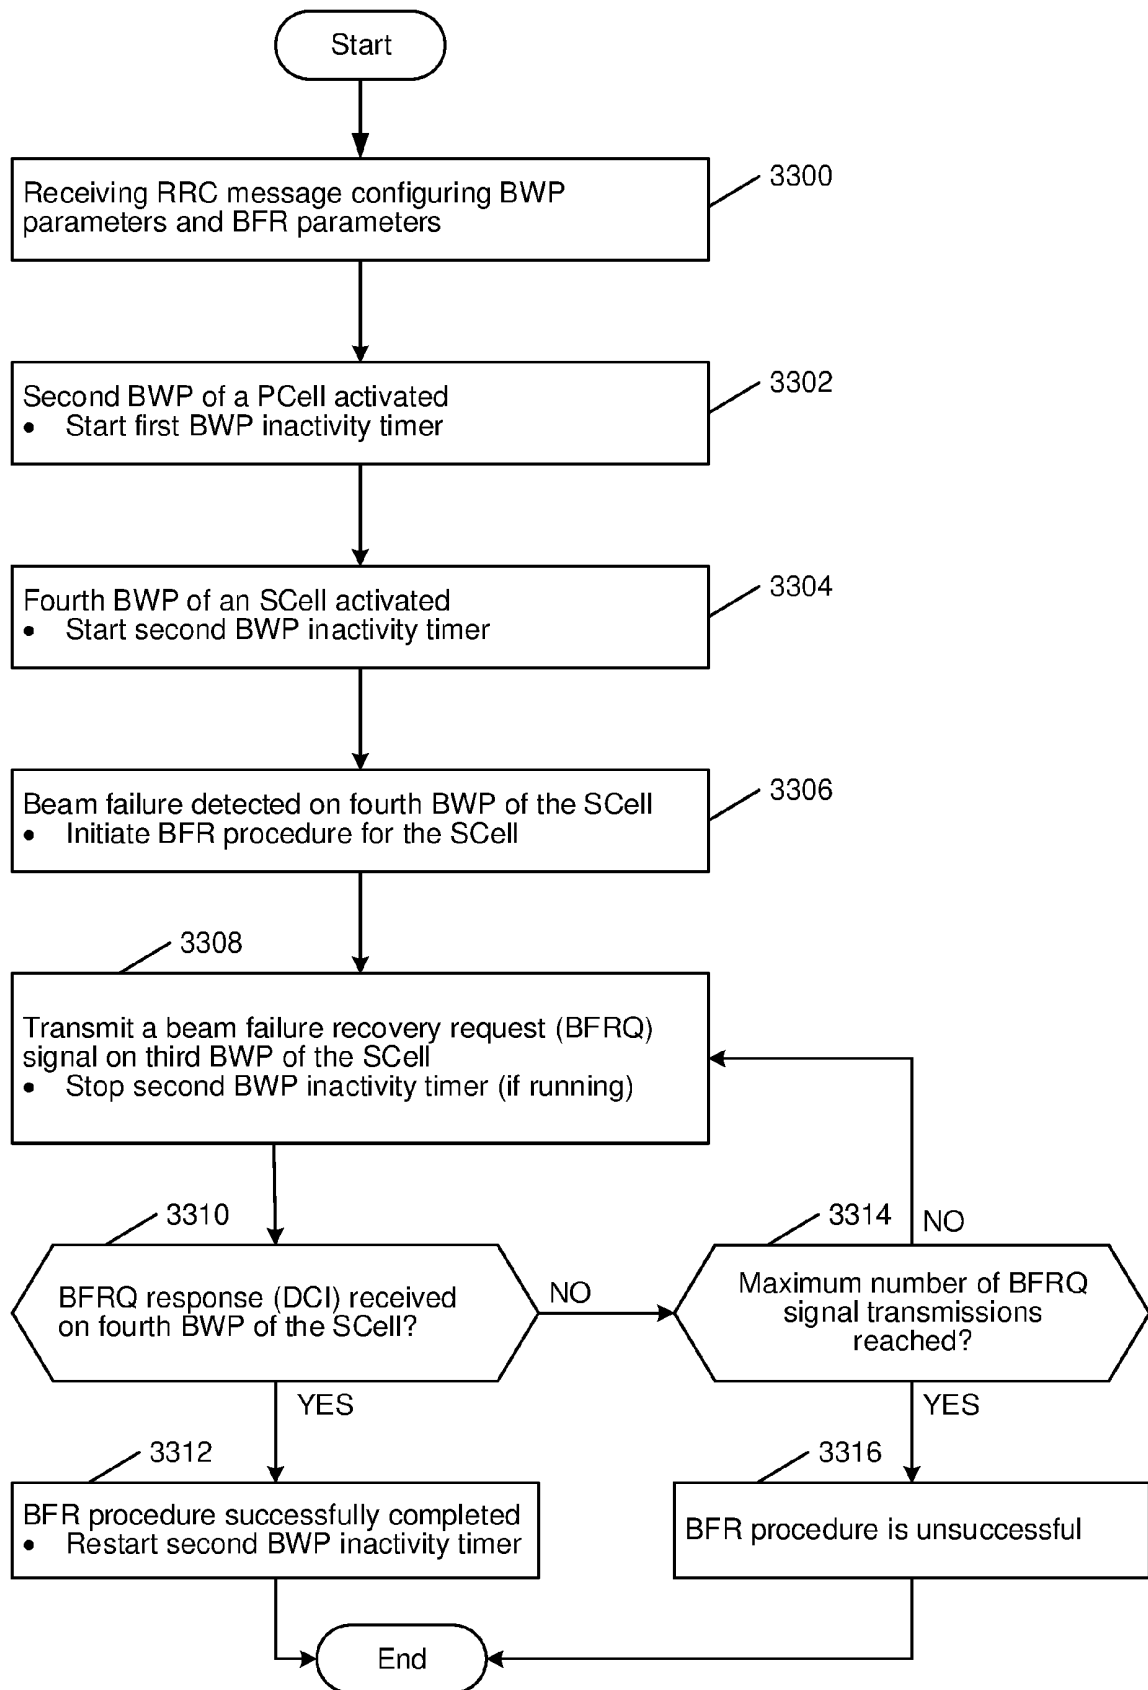 Start
3300
Receiving RRC message configuring BWP
parameters and BFR parameters
3302
Second BWP of a PCell activated
• Start first BWP inactivity timer
3304
Fourth BWP of an SCell activated
• Start second BWP inactivity timer
3306
Beam failure detected on fourth BWP of the SCell
• Initiate BFR procedure for the SCell
3308
Transmit a beam failure recovery request (BFRQ)
signal on third BWP of the SCell
• Stop second BWP inactivity timer (if running)
3310
BFRQ response (DCI) received
on fourth BWP of the SCell?
NO
3314
NO
Maximum number of BFRQ
signal transmissions
reached?
YES
YES
3312
BFR procedure successfully completed
• Restart second BWP inactivity timer
3316
BFR procedure is unsuccessful
End